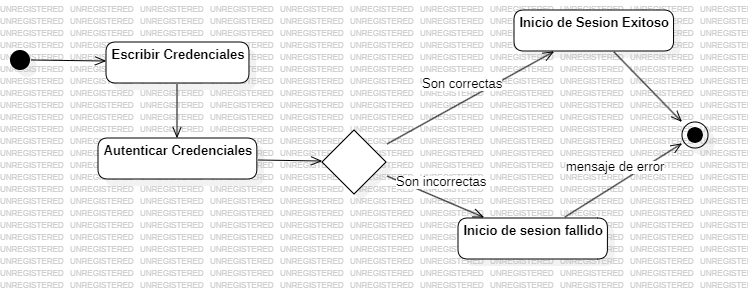 Inicio de Sesion Exitoso
Escribir Credenciales
Son correctas
Autenticar Credenciales
mensaje de error
Son incorrectas
Inicio de sesion fallido
UNREGISTERED